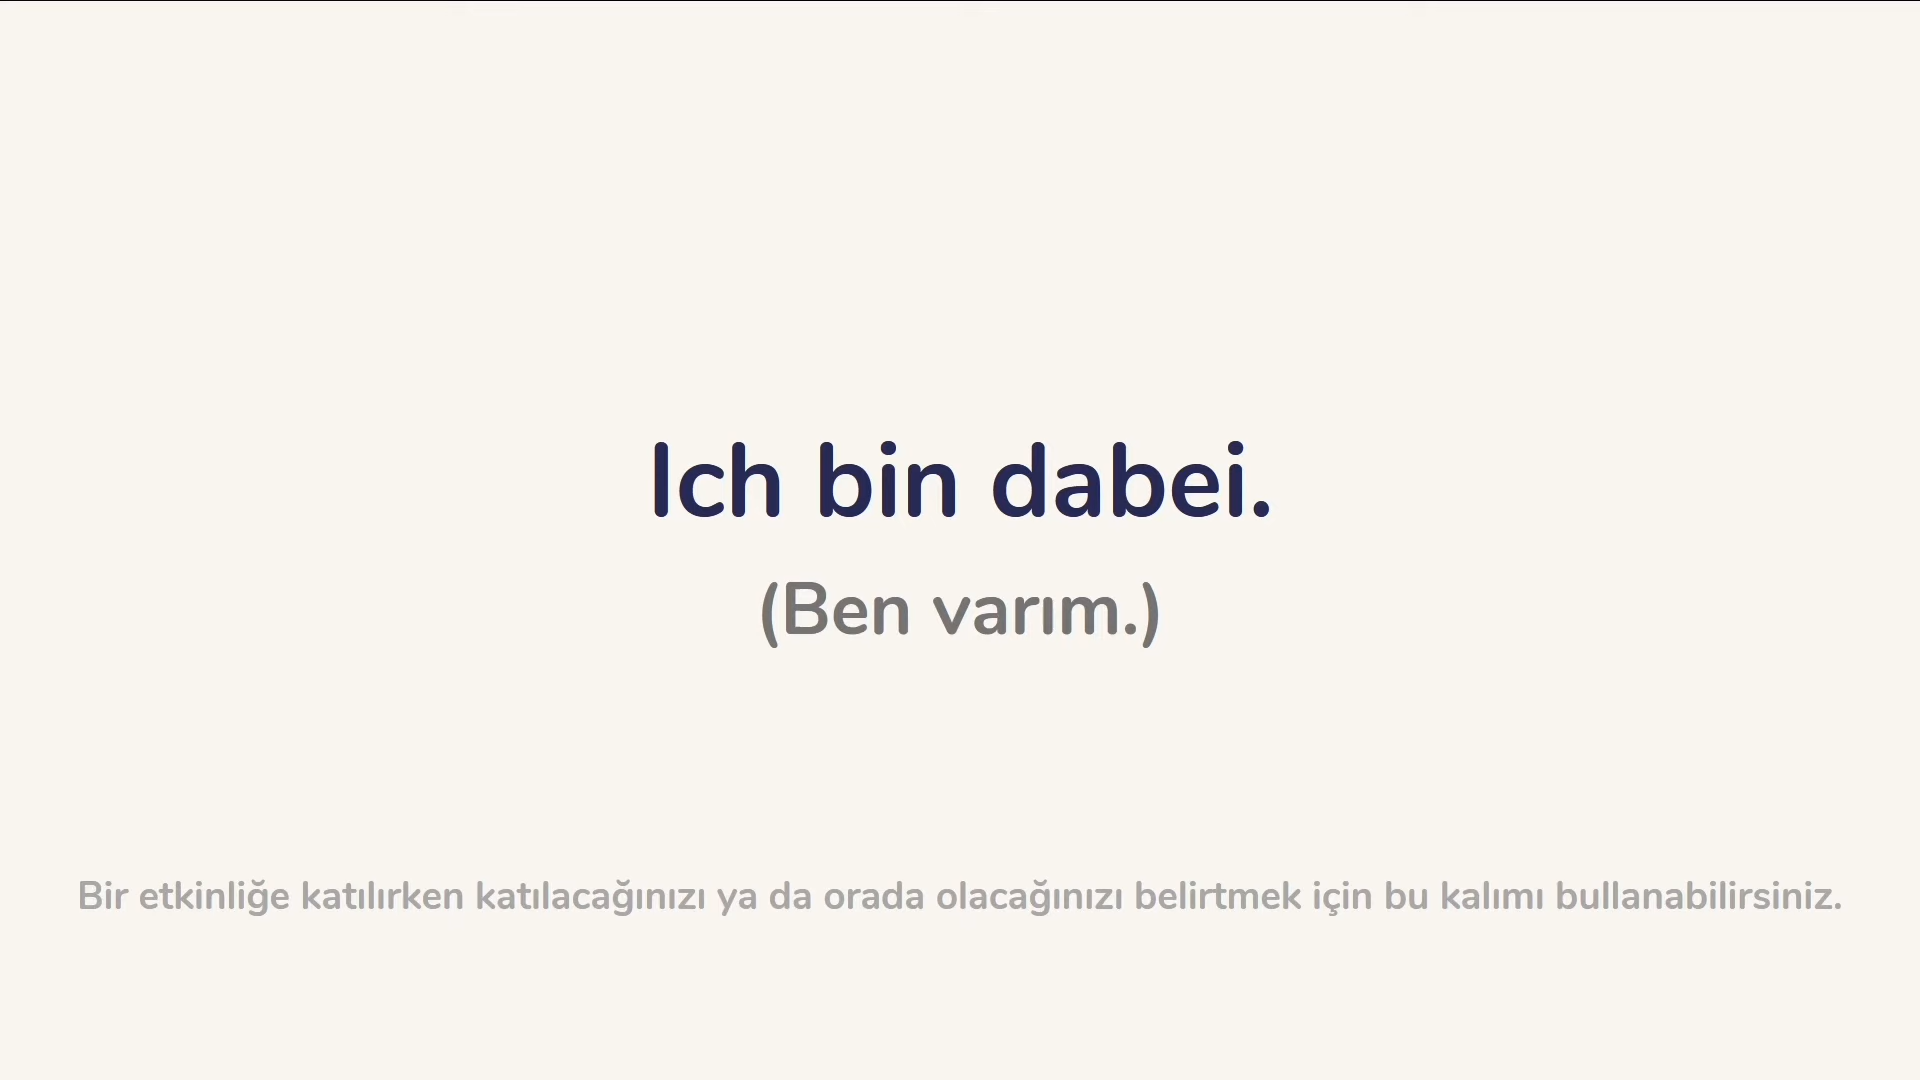 Ich bin dabei.
(Ben varım.)
Bir etkinliğe katılırken katılacağınızı ya da orada olacağınızı belirtmek için bu kalımı bullanabilirsiniz.